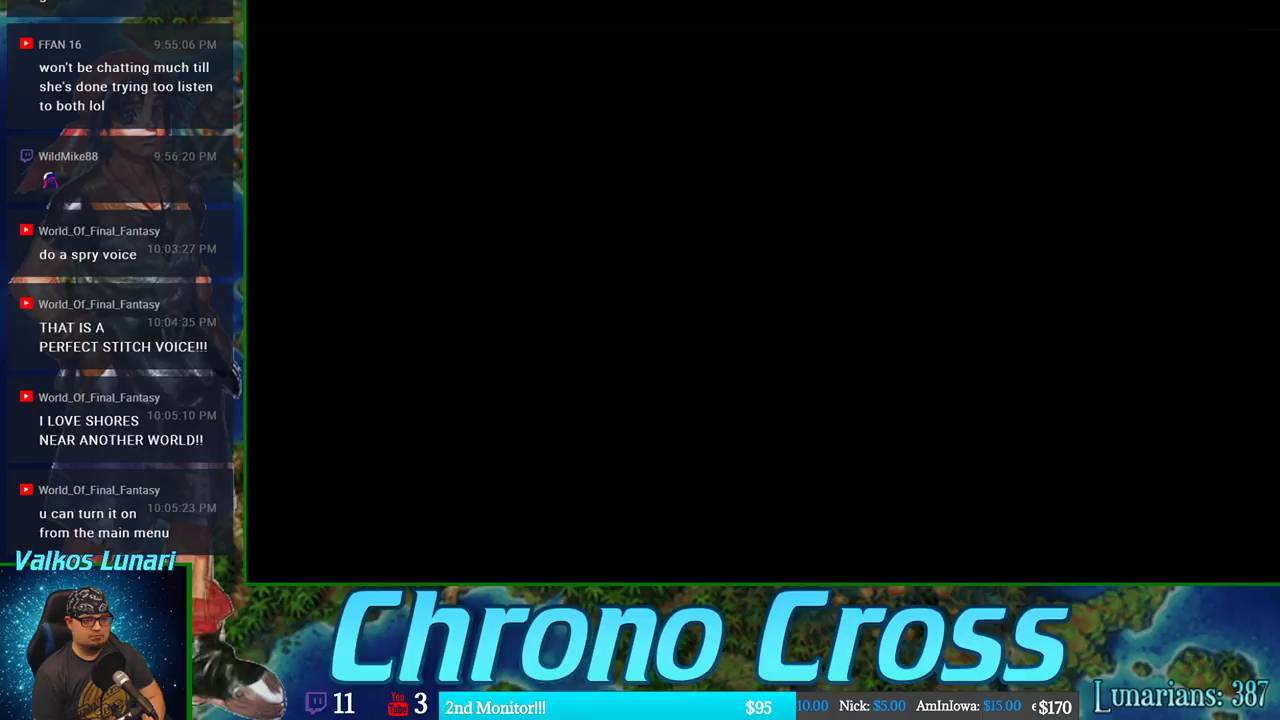 FFAN 16 9:55:06 PM
won't be chatting much till
she's done trying too listen
to both lol
WildMike88 9:56:20 PM
World_Of_Final_Fantasy
do a spry voice 10:03:27 PM
World_Of_Final_Fantasy
10:04:35 PM
THAT IS A
PERFECT STITCH VOICE!!!
World_Of_Final_Fantasy
10:05:10 PM
I LOVE SHORES
NEAR ANOTHER WORLD!!
World_Of_Final_Fantasy
10:05:23 PM
u can turn it on
from the main menu
Valkos Lunari
Chrono Cross
11
You Tube 3
2nd Monitor!!! $95
10.00 Nick: $5.00 AmIowa: $15.00 $170
Lunarians: 387